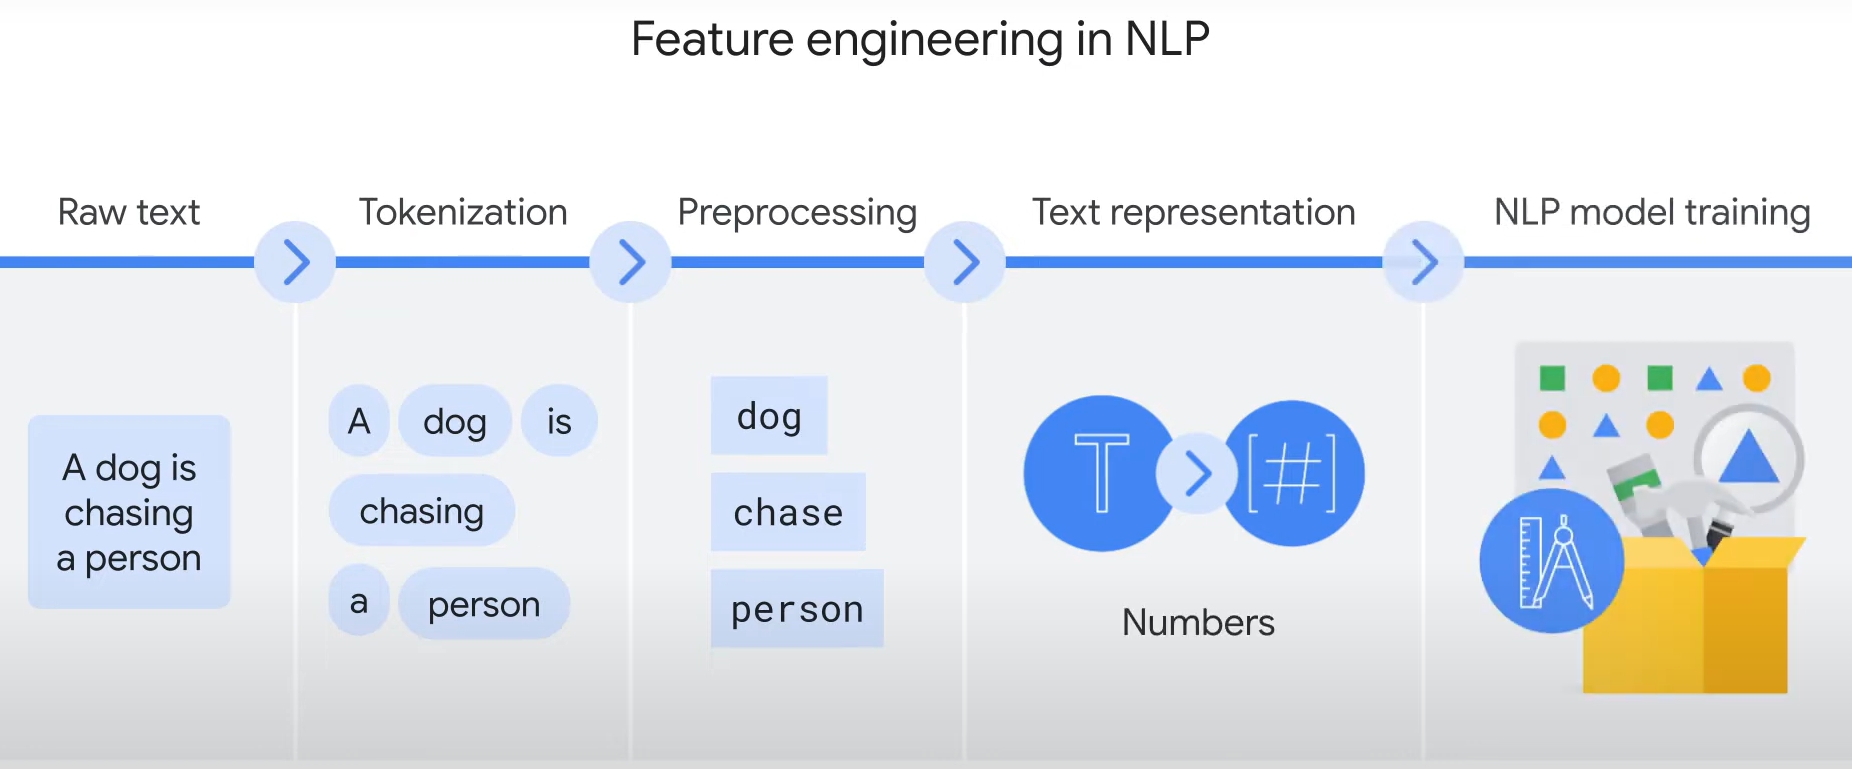 Feature engineering in NLP
Raw text
Tokenization
Preprocessing
Text representation
NLP model training
A dog is
chasing
a person
A dog is
chasing
a person
dog
chase
person
T [#]
Numbers